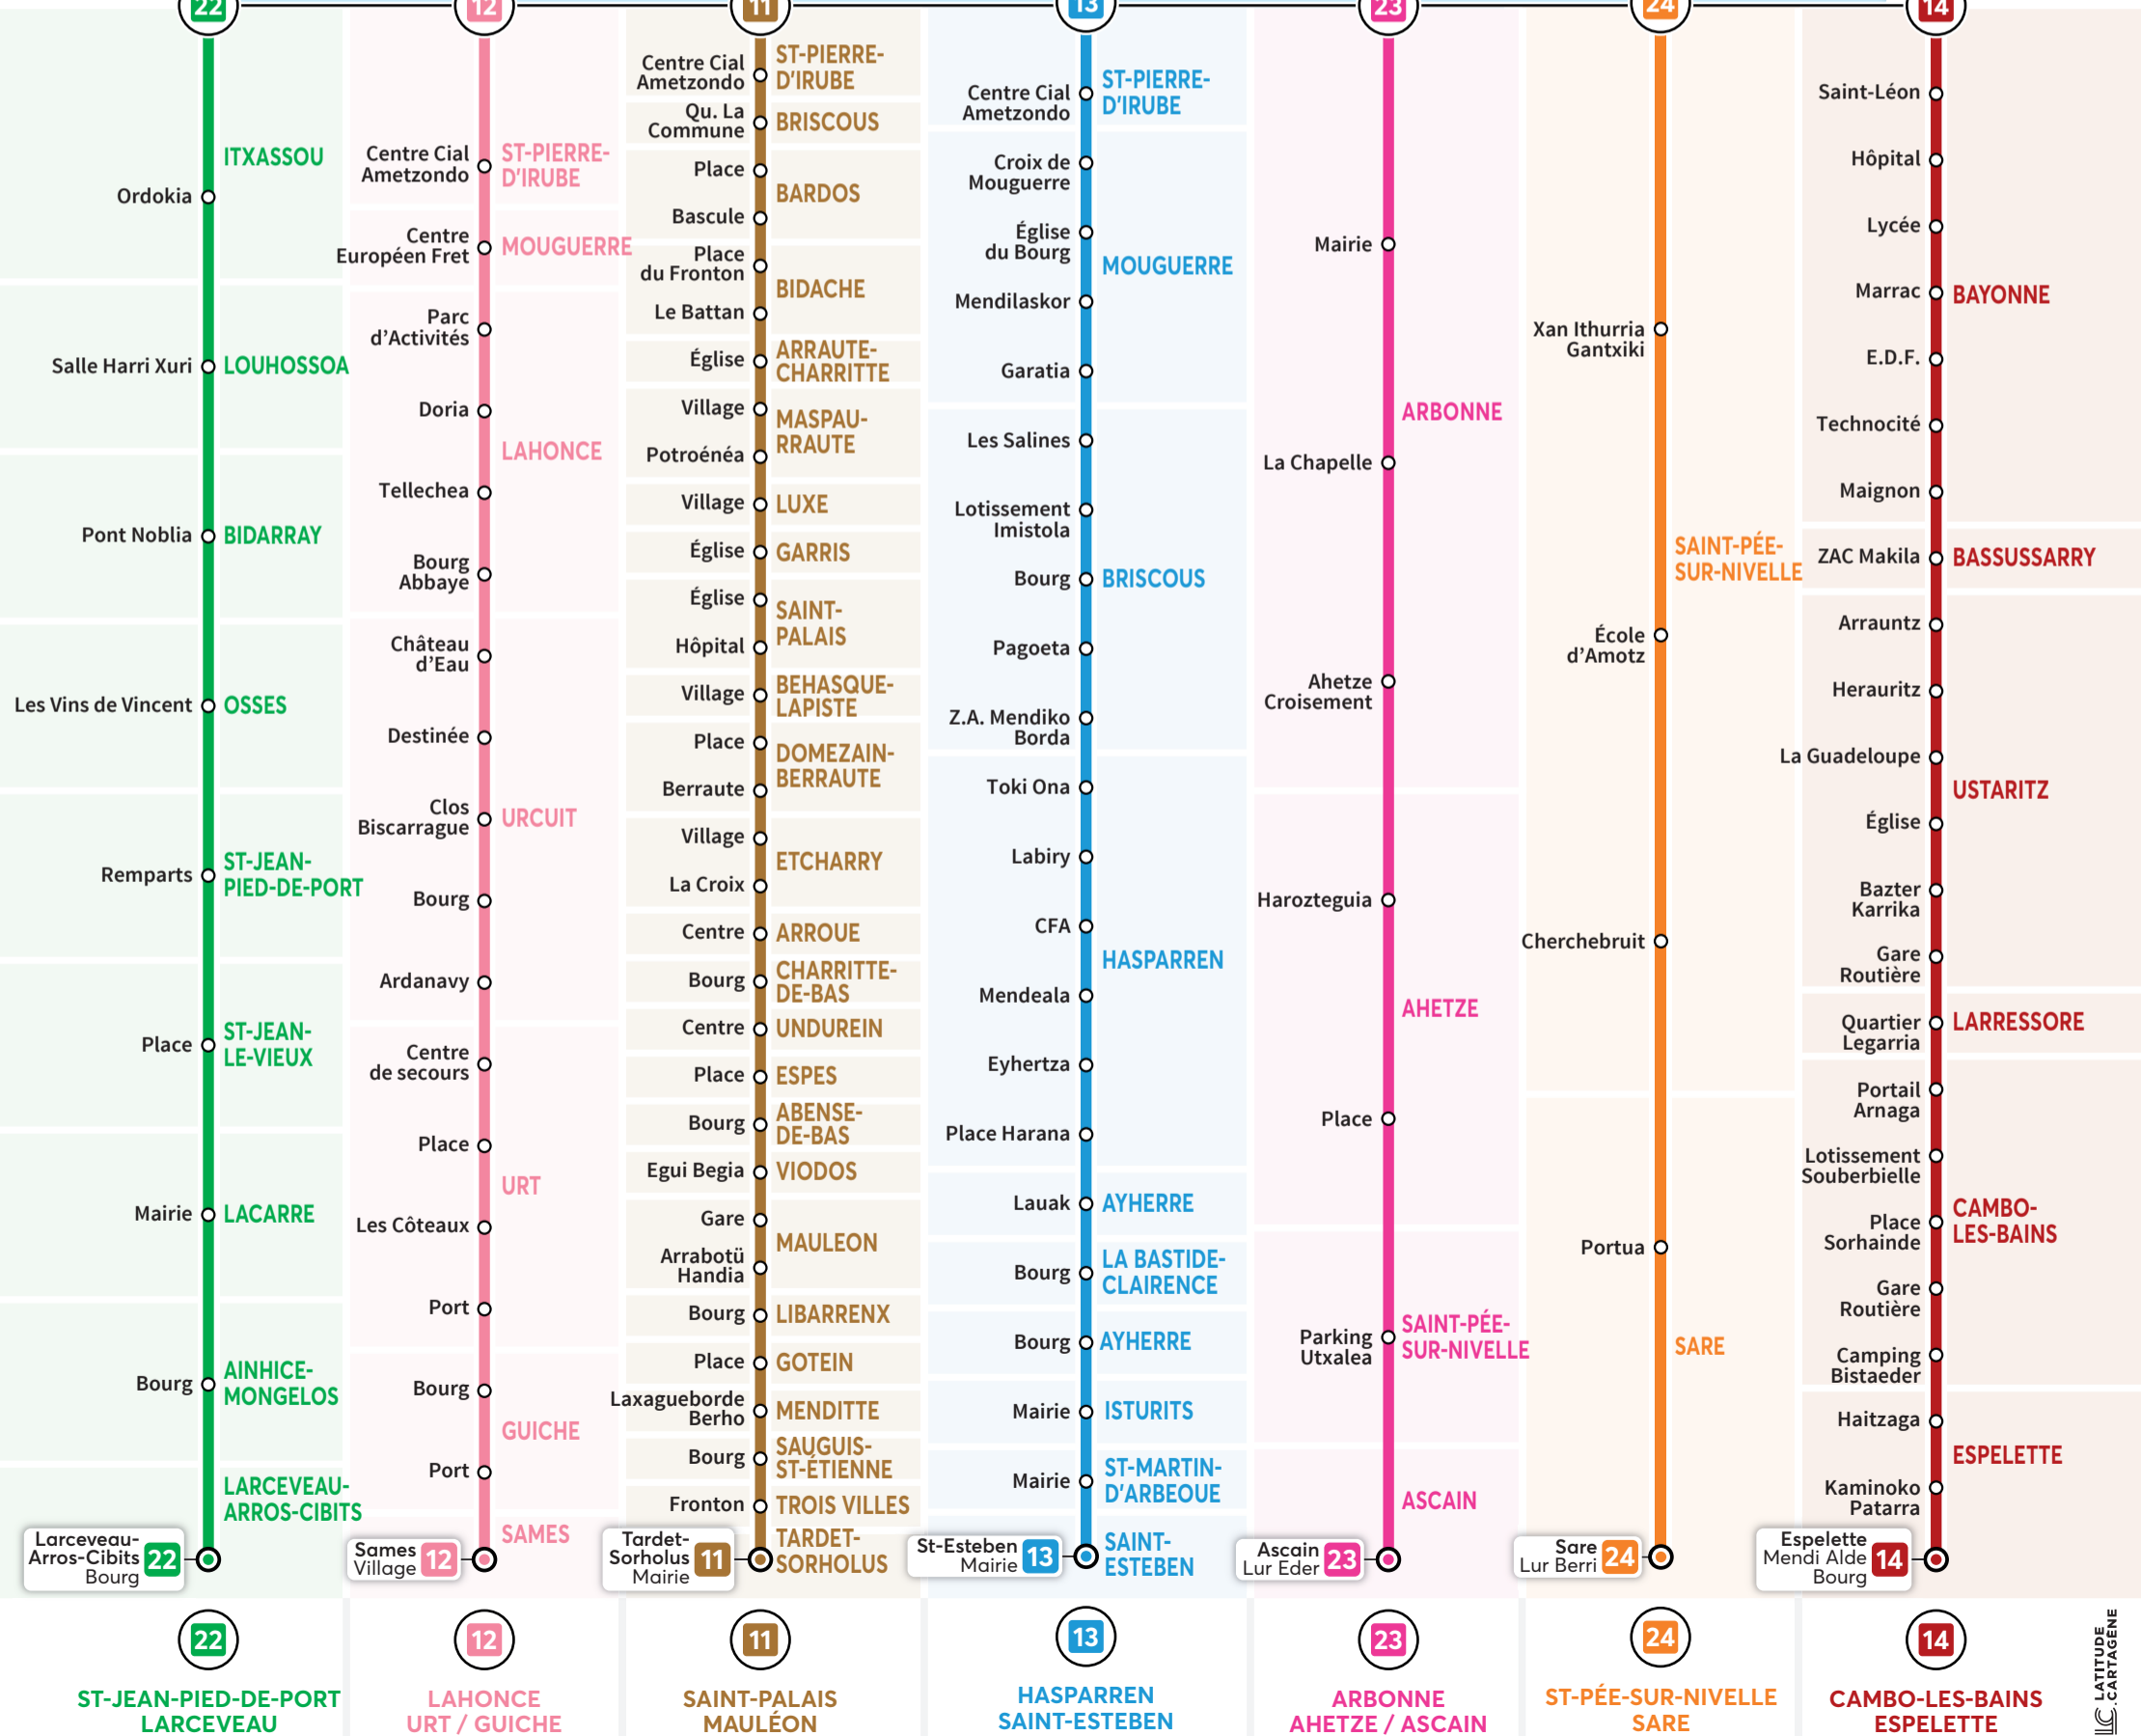 22
12
11
13
23
24
14
Ordokia
ITXASSOU
Salle Harri Xuri
LOUHOSSOA
Pont Noblia
BIDARRAY
Les Vins de Vincent
OSSES
Remparts
ST-JEAN-
PIED-DE-PORT
Place
ST-JEAN-
LE-VIEUX
Mairie
LACARRE
Bourg
AINHICE-
MONGELOS
LARCEVEAU-
ARROS-CIBITS
Larceveau-
Arros-Cibits
Bourg
22
22
ST-JEAN-PIED-DE-PORT
LARCEVEAU
Centre Cial
Ametzondo
ST-PIERRE-
D'IRUBE
Centre
Européen Fret
MOUGUERRE
Parc
d'Activités
Doria
LAHONCE
Tellechea
Bourg
Abbaye
Château
d'Eau
Destinée
Clos
Biscarrague
URCUIT
Bourg
Ardanavy
Centre
de secours
Place
URT
Les Côteaux
Port
Bourg
GUICHE
Port
SAMES
Sames
Village
12
12
LAHONCE
URT / GUICHE
Centre Cial
Ametzondo
ST-PIERRE-
D'IRUBE
Qu. La
Commune
BRISCOUS
Place
BARDOS
Bascule
Place
du Fronton
BIDACHE
Le Battan
Église
ARRAUTE-
CHARRITTE
Village
MASPAU-
RRAUTE
Potroénéa
Village
LUXE
Église
GARRIS
Église
SAINT-
PALAIS
Hôpital
Village
BEHASQUE-
LAPISTE
Place
DOMEZAIN-
BERRAUTE
Berraute
Village
ETCHARRY
La Croix
Centre
ARROUE
Bourg
CHARRITTE-
DE-BAS
Centre
UNDUREIN
Place
ESPES
Bourg
ABENSE-
DE-BAS
Egui Begia
VIODOS
Gare
MAULEON
Arrabotü
Handia
Bourg
LIBARRENX
Place
GOTEIN
Laxagueborde
Berho
MENDITTE
Bourg
SAUGUIS-
ST-ÉTIENNE
Fronton
TROIS VILLES
TARDET-
SORHOLUS
Tardet-
Sorholus
Mairie
11
11
SAINT-PALAIS
MAULÉON
Centre Cial
Ametzondo
ST-PIERRE-
D'IRUBE
Croix de
Mouguerre
Église
du Bourg
MOUGUERRE
Mendilaskor
Garatia
Les Salines
Lotissement
Imistola
Bourg
BRISCOUS
Pagoeta
Z.A. Mendiko
Borda
Toki Ona
Labiry
CFA
HASPARREN
Mendeala
Eyhertza
Place Harana
Lauak
AYHERRE
Bourg
LA BASTIDE-
CLAIRENCE
Bourg
AYHERRE
Mairie
ISTURITS
Mairie
ST-MARTIN-
D'ARBEOUE
SAINT-
ESTEBEN
St-Esteben
Mairie
13
13
HASPARREN
SAINT-ESTEBEN
Mairie
ARBONNE
La Chapelle
Ahetze
Croisement
Harozteguia
AHETZE
Place
Parking
Utxalea
SAINT-PÉE-
SUR-NIVELLE
ASCAIN
Ascain
Lur Eder
23
23
ARBONNE
AHETZE / ASCAIN
Xan Ithurria
Gantxiki
SAINT-PÉE-
SUR-NIVELLE
École
d'Amotz
Cherchebruit
Portua
SARE
Sare
Lur Berri
24
24
ST-PÉE-SUR-NIVELLE
SARE
Saint-Léon
Hôpital
Lycée
Marrac
BAYONNE
E.D.F.
Technocité
Maignon
ZAC Makila
BASSUSSARRY
Arrauntz
Herauritz
La Guadeloupe
USTARITZ
Église
Bazter
Karrika
Gare
Routière
Quartier
Legarria
LARRESSORE
Portail
Arnaga
Lotissement
Souberbielle
Place
Sorhainde
CAMBO-
LES-BAINS
Gare
Routière
Camping
Bistaeder
Haitzaga
ESPELETTE
Kaminoko
Patarra
Espelette
Mendi Alde
Bourg
14
14
CAMBO-LES-BAINS
ESPELETTE
LATITUDE
CARTAGÈNE